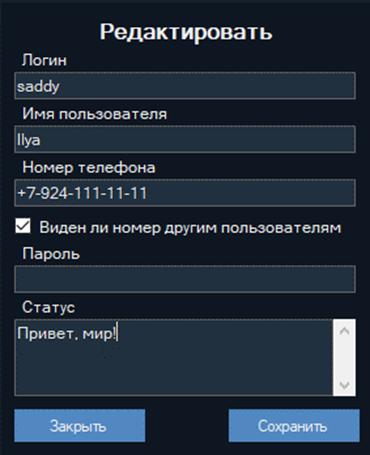 Редактировать
Логин
saddy
Имя пользователя
Ilya
Номер телефона
+7-924-111-11-11
Виден ли номер другим пользователям
Пароль
Статус
Привет, мир!
Закрыть Сохранить